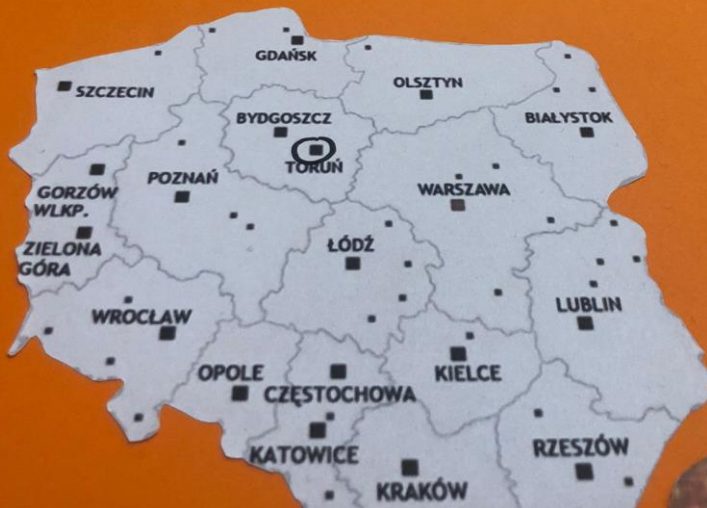 GDAŃSK
SZCZECIN
OLSZTYN
BYDGOSZCZ
BIAŁYSTOK
TORUŃ
POZNAŃ
WARSZAWA
GORZÓW
WLKP.
ZIELONA
GÓRA
ŁÓDŹ
WROCŁAW
LUBLIN
OPOLE
KIELCE
CZĘSTOCHOWA
KATOWICE
RZESZÓW
KRAKÓW